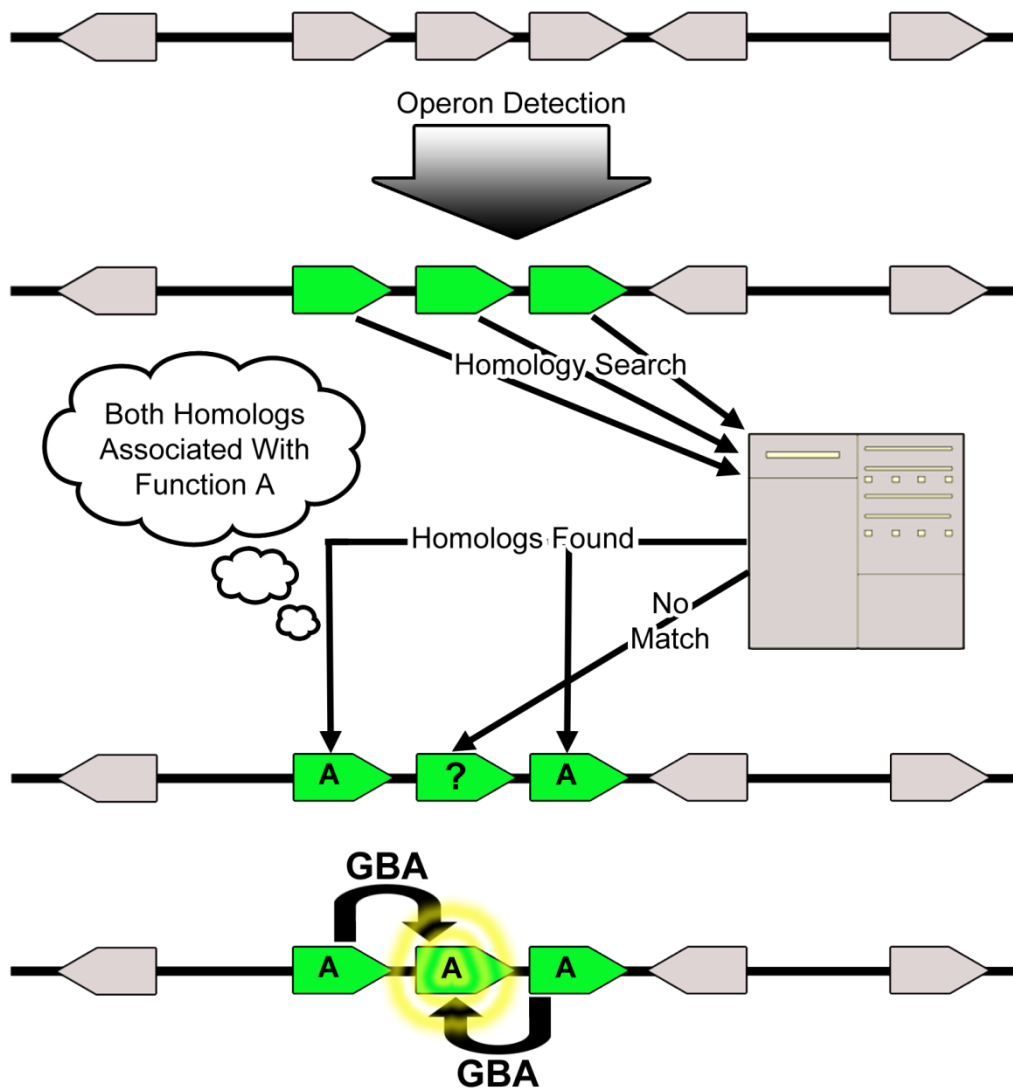 Operon Detection
Homology Search
Both Homologs
Associated With
Function A
Homologs Found
No
Match
A ? A
GBA
A A A
GBA